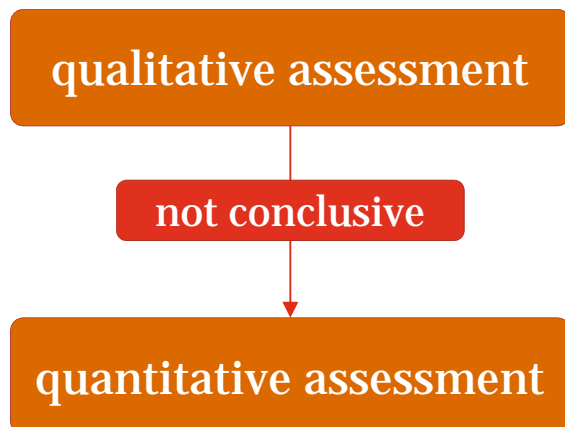 qualitative assessment
not conclusive
quantitative assessment